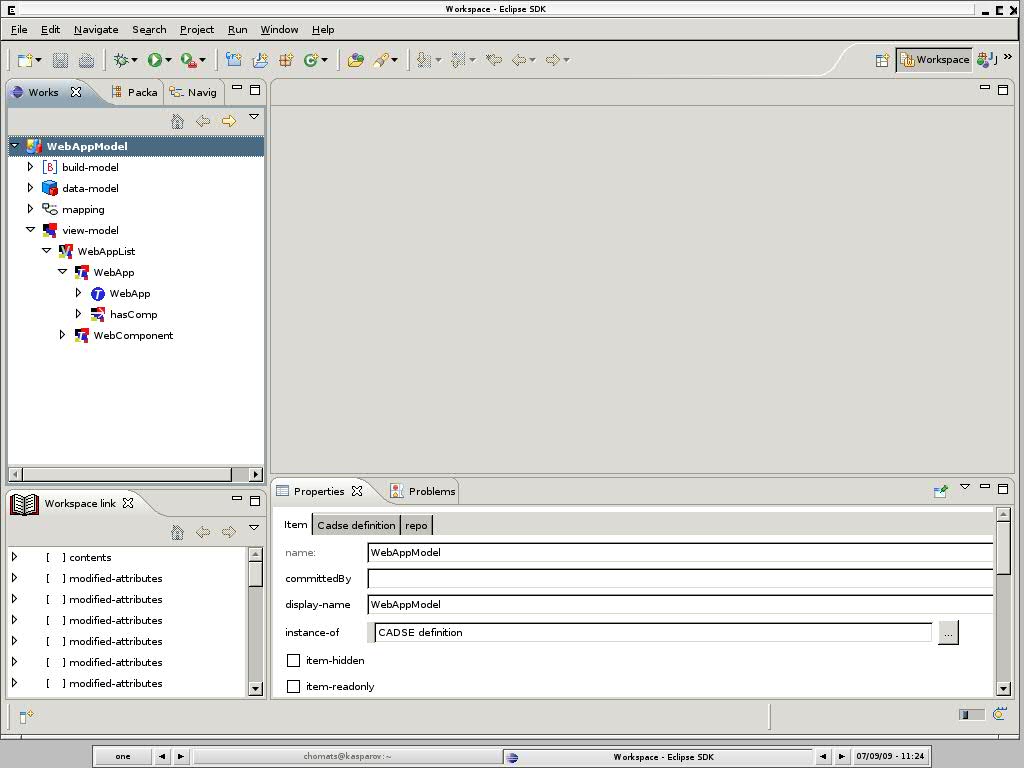 Workspace - Eclipse SDK
File Edit Navigate Search Project Run Window Help
Workspace J »
Works Packa Navig
WebAppModel
[B] build-model
data-model
mapping
view-model
WebAppList
T WebApp
T WebApp
hasComp
T WebComponent
Workspace link
[ ] contents
[ ] modified-attributes
[ ] modified-attributes
[ ] modified-attributes
[ ] modified-attributes
[ ] modified-attributes
[ ] modified-attributes
Properties Problems
Item Cadse definition repo
name: WebAppModel
committedBy
display-name WebAppModel
instance-of CADSE definition ...
item-hidden
item-readonly
one chomats@kasparov:~ Workspace - Eclipse SDK 07/09/09 - 11:24